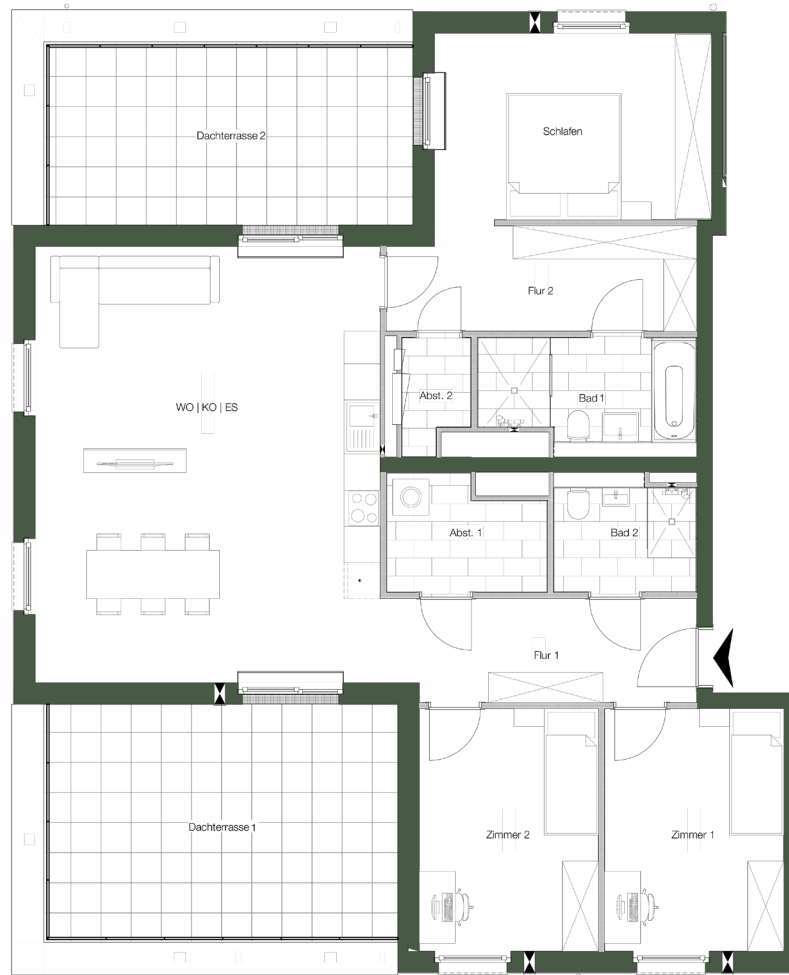 Dachterrasse 2
Schlafen
Flur 2
WO | KO | ES
Abst. 2
Bad 1
Abst. 1
Bad 2
Flur 1
Dachterrasse 1
Zimmer 2
Zimmer 1